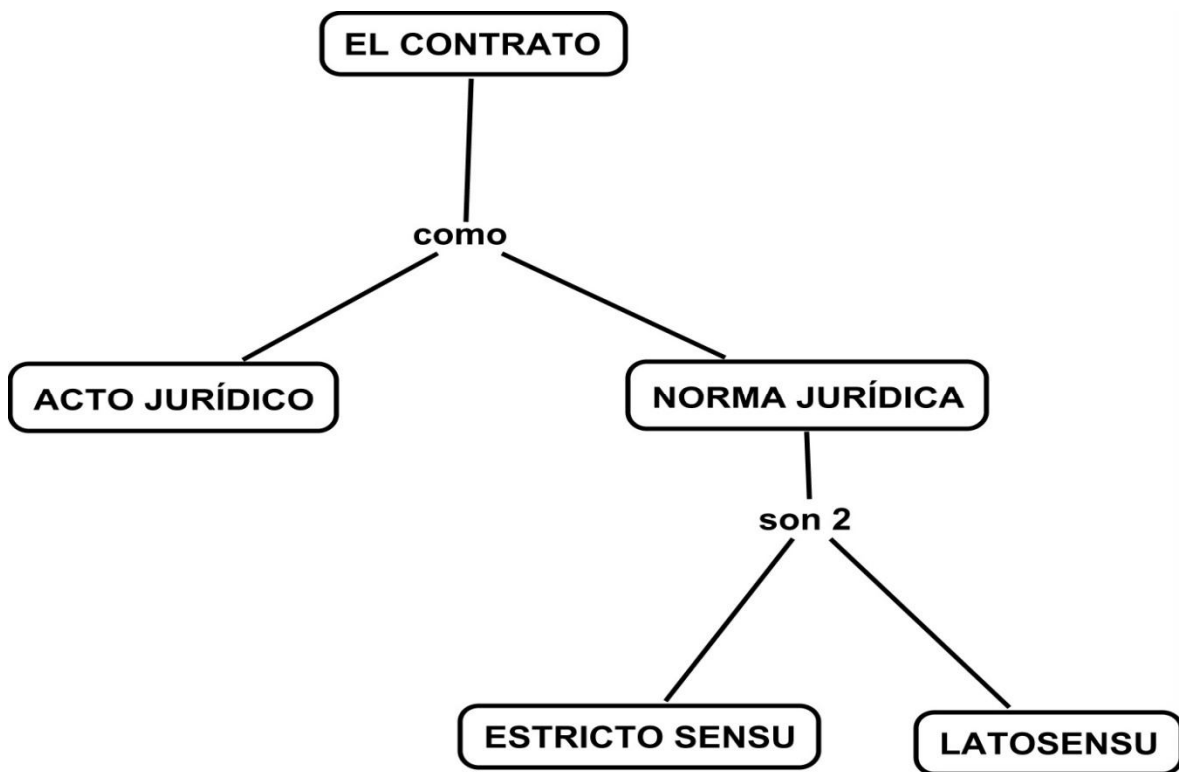 EL CONTRATO
como
ACTO JURÍDICO
NORMA JURÍDICA
son 2
ESTRICTO SENSU
LATOSENSU